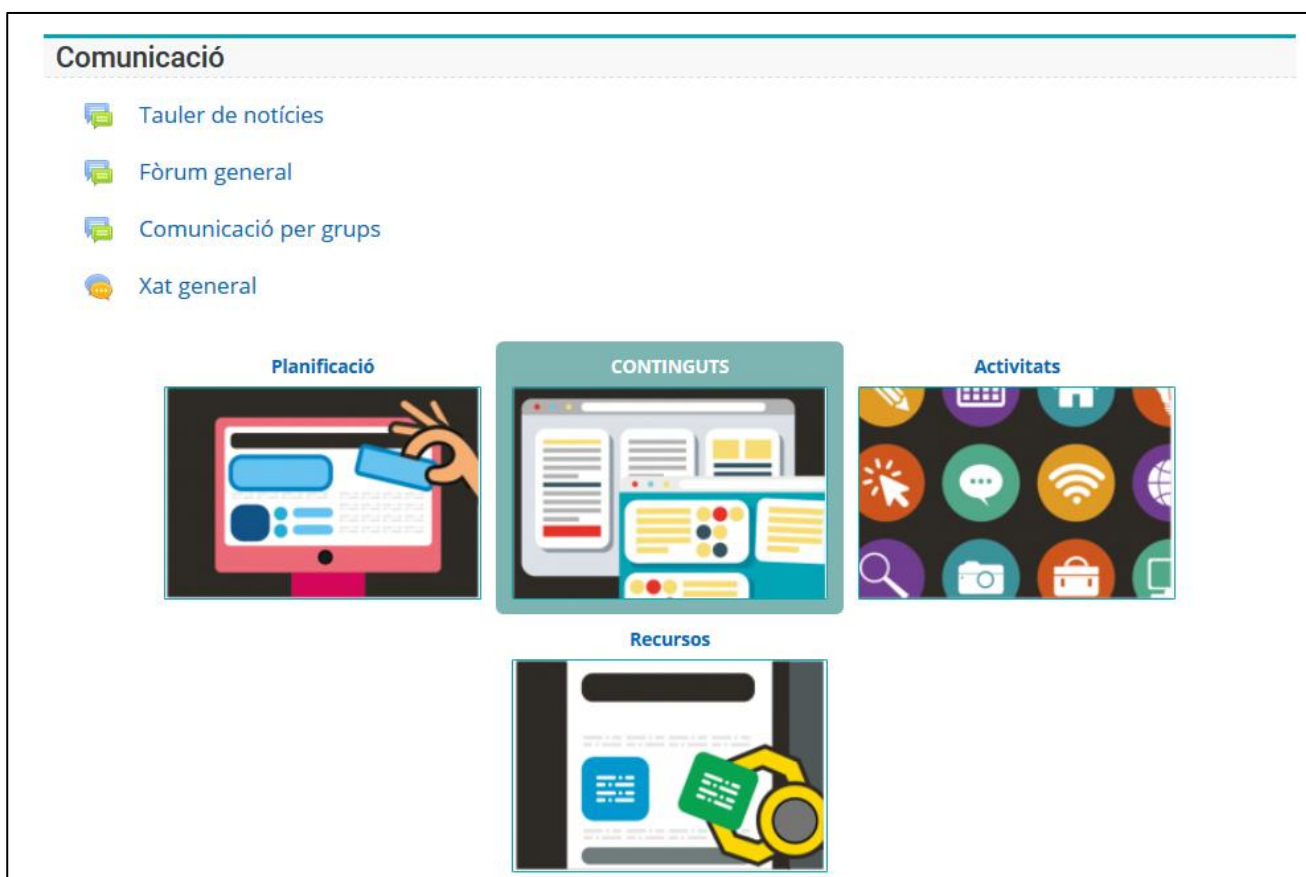 Comunicació
Tauler de notícies
Fòrum general
Comunicació per grups
Xat general
Planificació
CONTINGUTS
Activitats
Recursos